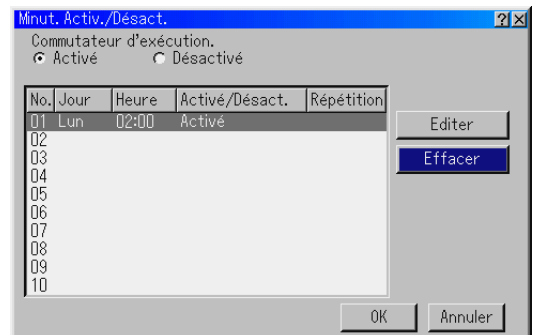 Minut. Activ./Désact.
Commutateur d'exécution.
Activé Désactivé
No. Jour Heure Activé/Désact. Répétition
01 Lun 02:00 Activé
Editer
02
03
Effacer
04
05
06
07
08
09
10
OK Annuler